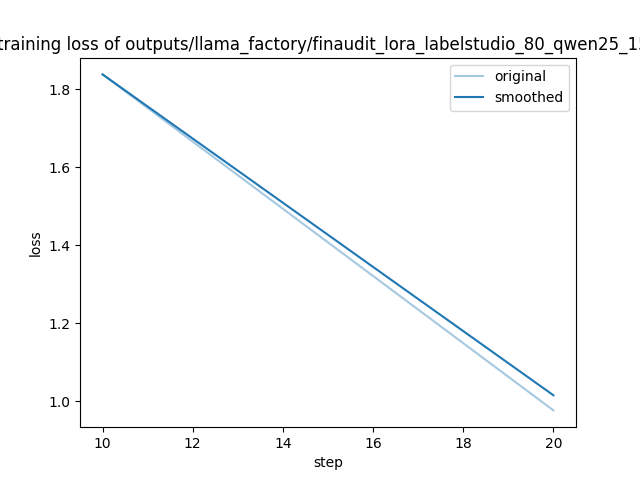 training loss of outputs/llama_factory/finaudit_lora_labelstudio_80_qwen25_1
original
smoothed
1.8
1.6
1.4
1.2
1.0
loss
10
12
14
16
18
20
step